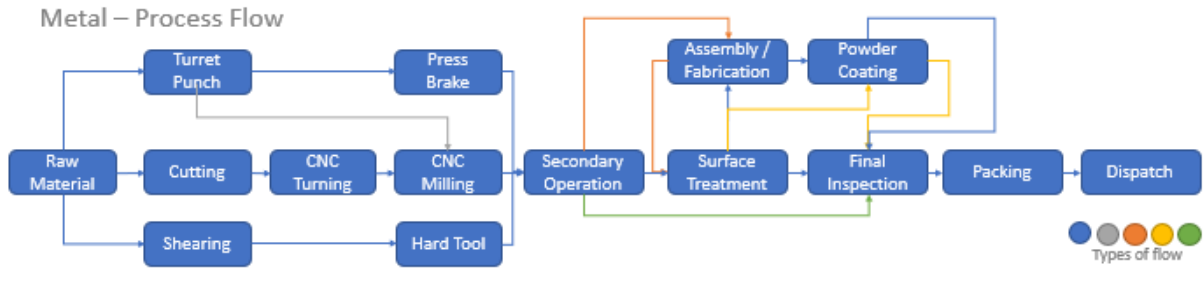 Metal – Process Flow
Turret
Punch
Press
Brake
Assembly /
Fabrication
Powder
Coating
Raw
Material
Cutting
CNC
Turning
CNC
Milling
Secondary
Operation
Surface
Treatment
Final
Inspection
Packing
Dispatch
Shearing
Hard Tool
Types of flow